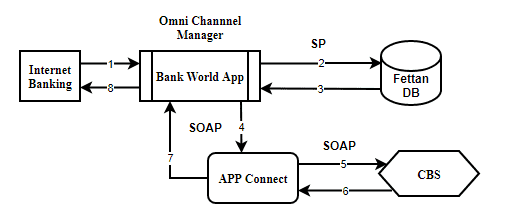 Omni Channnel
Manager
SP
1
2
Internet
Banking
Bank World App
Fettan
DB
8
3
SOAP
4
SOAP
7
5
APP Connect
CBS
6